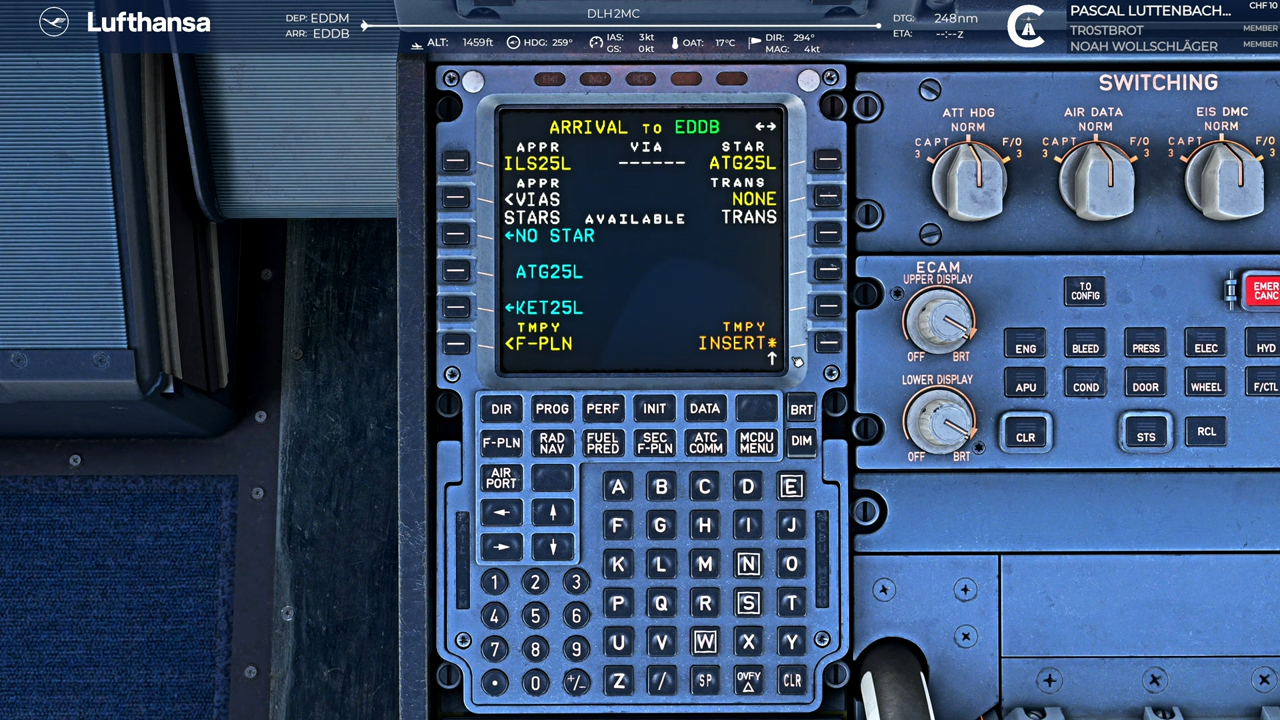 Lufthansa
DEP: EDDM
ARR: EDDB
DLH2MC
DTG: 248nm
ETA: --:--z
ALT: 1459ft
HDG: 259°
IAS: 3kt
GS: 0kt
OAT: 17°C
DIR: 294°
MAG: 4kt
PASCAL LUTTENBACH...
CHF 10
TR0STBROT
MEMBER
NOAH WOLLSCHLÄGER
MEMBER
ARRIVAL TO EDDB ←→
APPR VIA STAR
ILS25L ------ ATG25L
APPR TRANS
<VIAS NONE
STARS AVAILABLE TRANS
←NO STAR
ATG25L
←KET25L
TMPY TMPY
<F-PLN INSERT*
↑
DIR PROG PERF INIT DATA BRT
F-PLN RAD NAV FUEL PRED SEC F-PLN ATC COMM MCDU MENU DIM
AIR PORT
← ↑
→ ↓
A B C D E
F G H I J
K L M N O
P Q R S T
U V W X Y
Z / SP OVFY △ CLR
1 2 3
4 5 6
7 8 9
. 0 +/-
SWITCHING
ATT HDG AIR DATA EIS DMC
NORM NORM NORM
CAPT 3 F/O 3 CAPT 3 F/O 3 CAPT 3 F/O 3
ECAM
UPPER DISPLAY
OFF BRT
LOWER DISPLAY
OFF BRT
T.O CONFIG
EMER CANC
ENG BLEED PRESS ELEC HYD
APU COND DOOR WHEEL F/CTL
CLR STS RCL